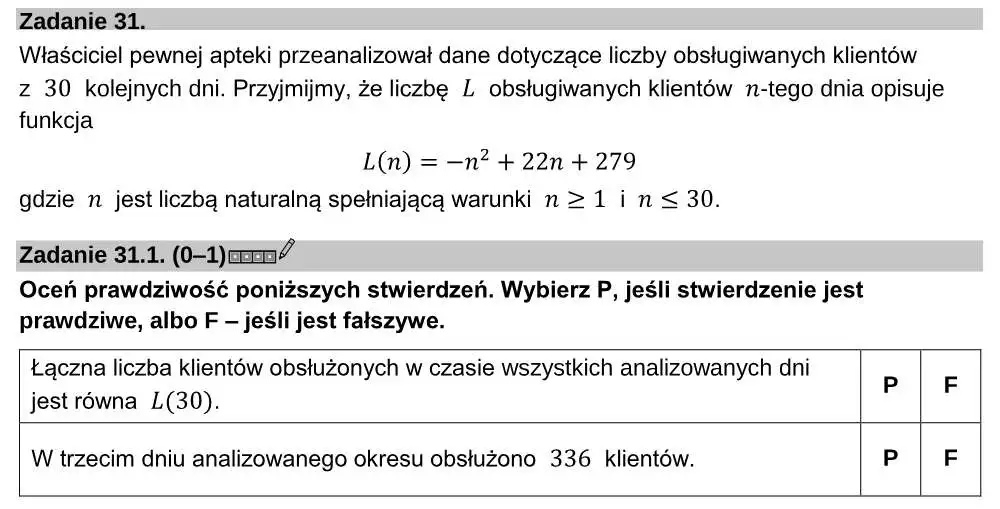 Zadanie 31.
Właściciel pewnej apteki przeanalizował dane dotyczące liczby obsługiwanych klientów
z 30 kolejnych dni. Przyjmijmy, że liczbę L obsługiwanych klientów n-tego dnia opisuje
funkcja
L(n) = −n² + 22n + 279
gdzie n jest liczbą naturalną spełniającą warunki n ≥ 1 i n ≤ 30.
Zadanie 31.1. (0–1)
Oceń prawdziwość poniższych stwierdzeń. Wybierz P, jeśli stwierdzenie jest
prawdziwe, albo F – jeśli jest fałszywe.
Łączna liczba klientów obsłużonych w czasie wszystkich analizowanych dni
jest równa L(30).
P F
W trzecim dniu analizowanego okresu obsłużono 336 klientów. P F